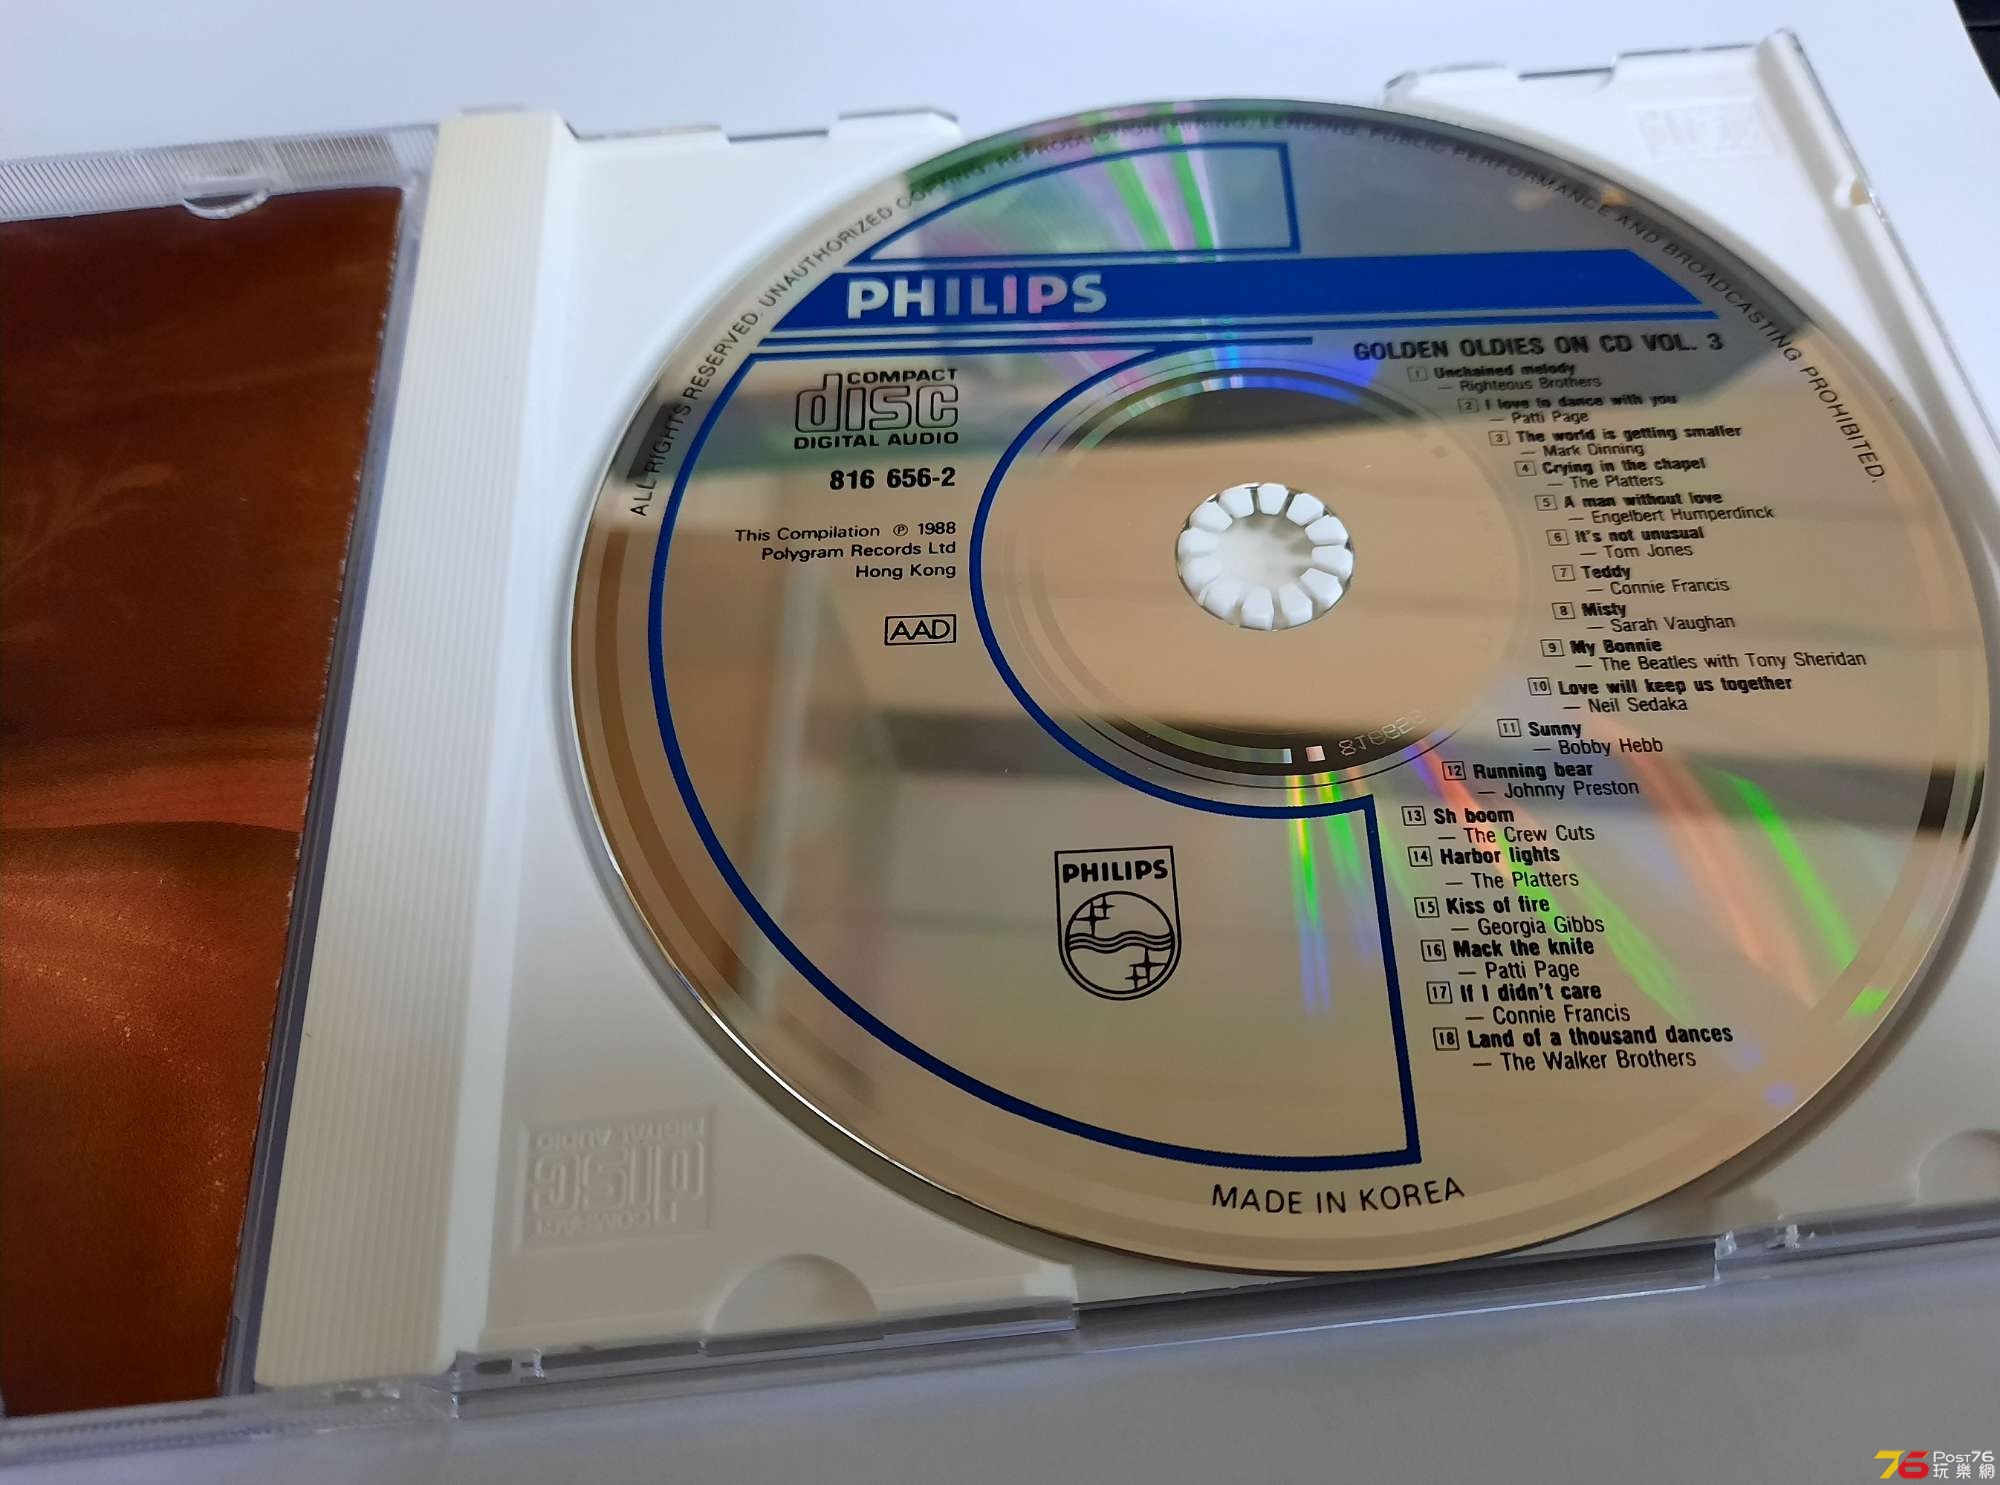 ALL RIGHTS RESERVED. UNAUTHORIZED COPYING, REPRODUCTION, HIRING, LENDING, PUBLIC PERFORMANCE AND BROADCASTING PROHIBITED.
PHILIPS
COMPACT
disc
DIGITAL AUDIO
816 656-2
This Compilation ℗ 1988
Polygram Records Ltd
Hong Kong
AAD
GOLDEN OLDIES ON CD VOL. 3
1 Unchained melody
— Righteous Brothers
2 I love to dance with you
— Patti Page
3 The world is getting smaller
— Mark Dinning
4 Crying in the chapel
— The Platters
5 A man without love
— Engelbert Humperdinck
6 It's not unusual
— Tom Jones
7 Teddy
— Connie Francis
8 Misty
— Sarah Vaughan
9 My Bonnie
— The Beatles with Tony Sheridan
10 Love will keep us together
— Neil Sedaka
11 Sunny
— Bobby Hebb
12 Running bear
— Johnny Preston
13 Sh boom
— The Crew Cuts
14 Harbor lights
— The Platters
15 Kiss of fire
— Georgia Gibbs
16 Mack the knife
— Patti Page
17 If I didn't care
— Connie Francis
18 Land of a thousand dances
— The Walker Brothers
PHILIPS
MADE IN KOREA
COMPACT
disc
DIGITAL AUDIO
76 POST76
玩樂網